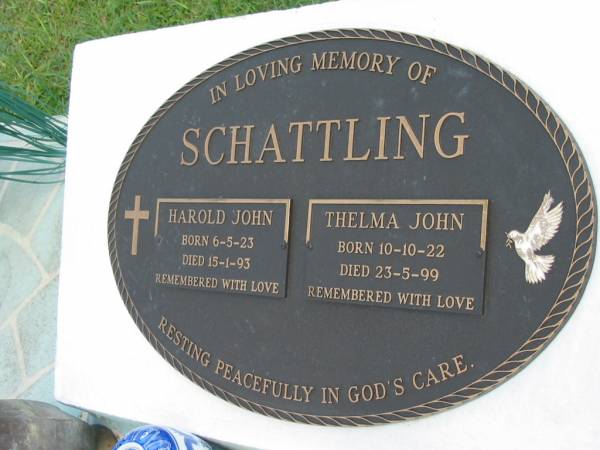 IN LOVING MEMORY OF
SCHATTLING
HAROLD JOHN
BORN 6-5-23
DIED 15-1-93
REMEMBERED WITH LOVE
THELMA JOHN
BORN 10-10-22
DIED 23-5-99
REMEMBERED WITH LOVE
RESTING PEACEFULLY IN GOD'S CARE.